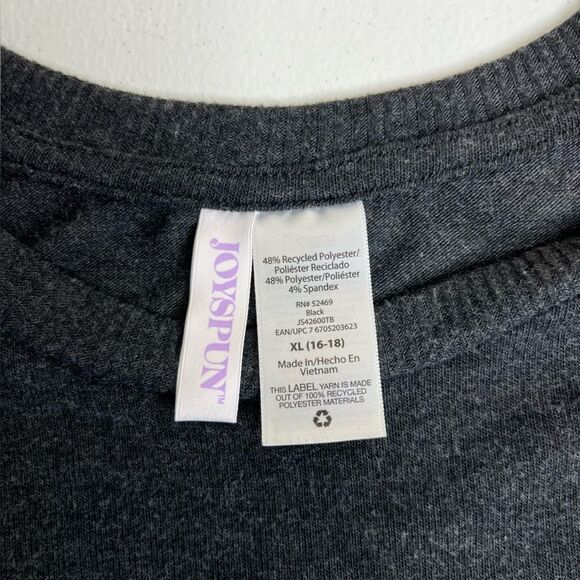 JOYSPUN™
48% Recycled Polyester/
Poliéster Reciclado
48% Polyester/Poliéster
4% Spandex
RN# 52469
Black
JS42600TB
EAN/UPC 7 6705203623
XL (16-18)
Made In/Hecho En
Vietnam
THIS LABEL YARN IS MADE
OUT OF 100% RECYCLED
POLYESTER MATERIALS